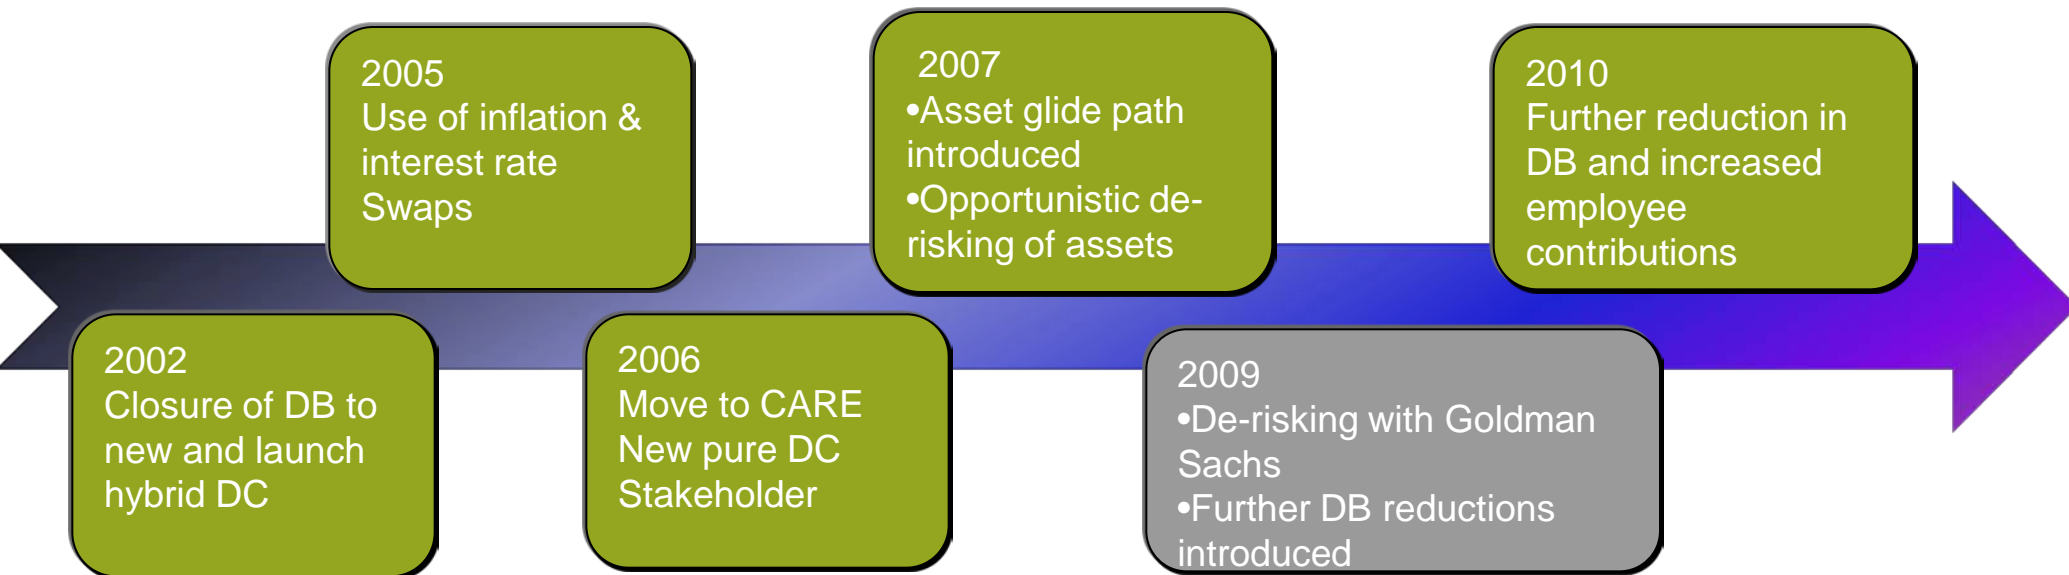 2005
Use of inflation &
interest rate
Swaps
2007
•Asset glide path
introduced
•Opportunistic de-
risking of assets
2010
Further reduction in
DB and increased
employee
contributions
2002
Closure of DB to
new and launch
hybrid DC
2006
Move to CARE
New pure DC
Stakeholder
2009
•De-risking with Goldman
Sachs
•Further DB reductions
introduced